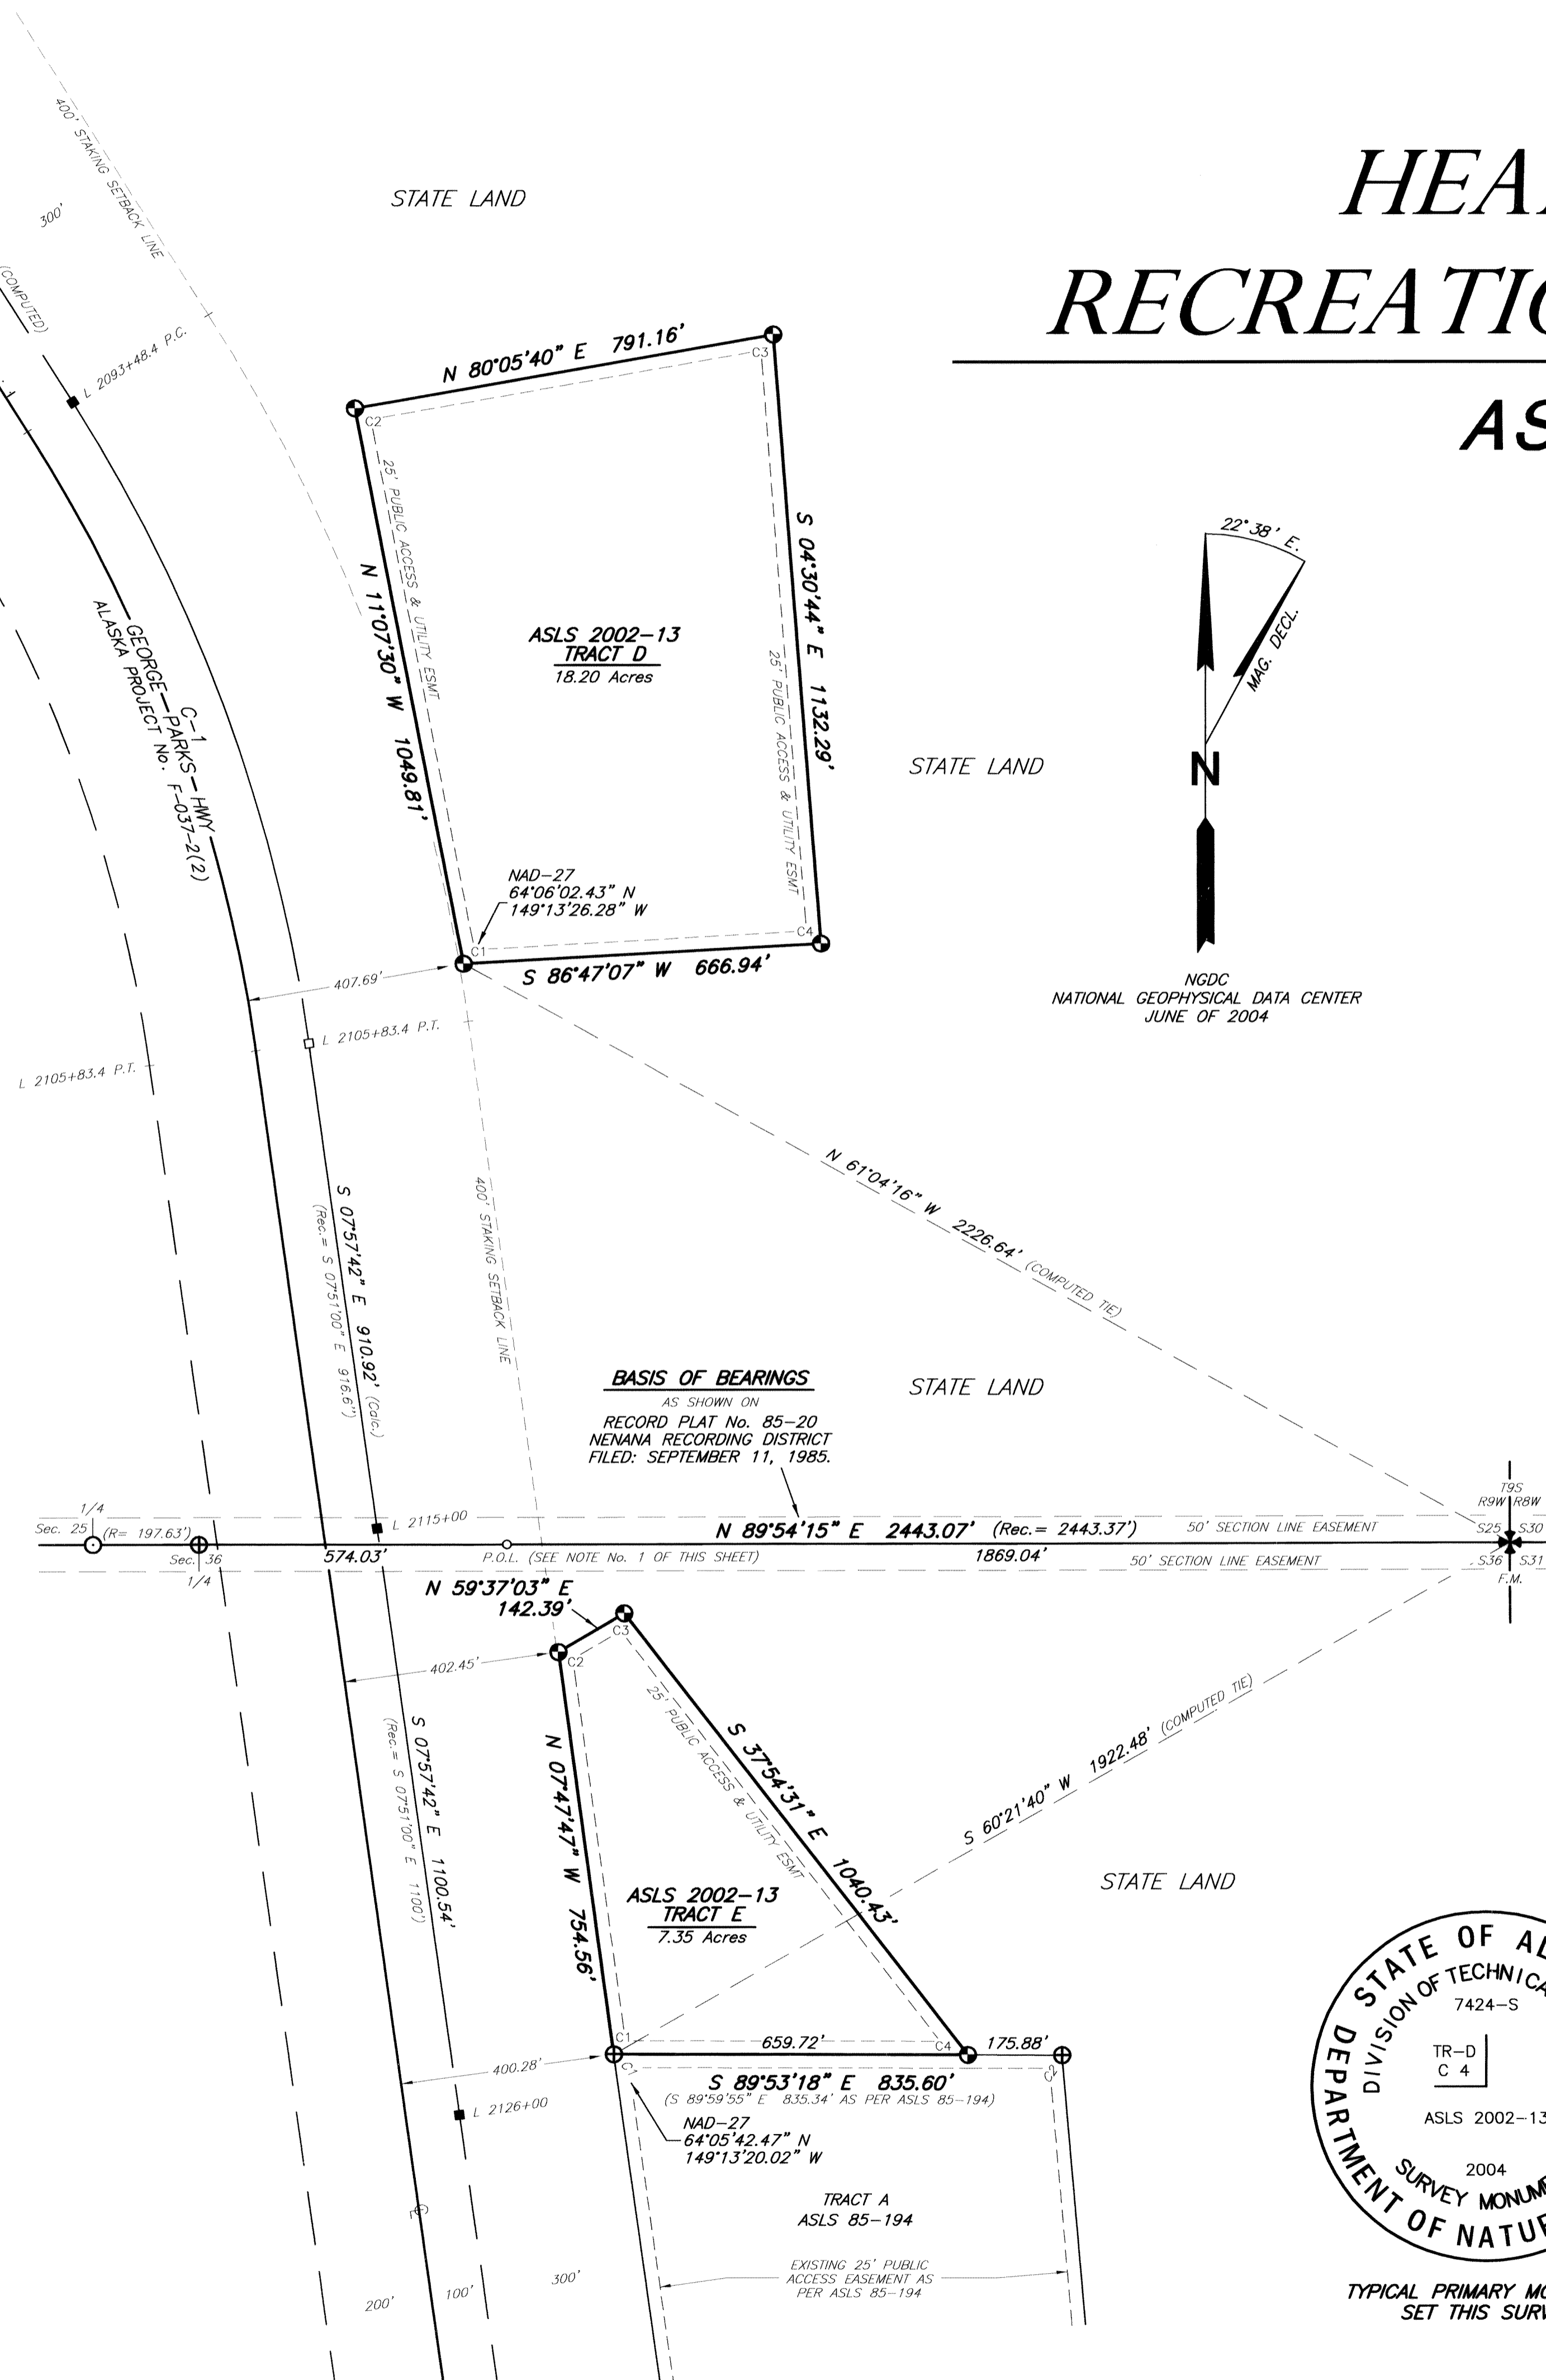 HEA
RECREATIO
AS
400' STAKING SETBACK LINE
300'
(COMPUTED)
L 2093+48.4 P.C.
STATE LAND
N 80°05'40" E 791.16'
C2
C3
25' PUBLIC ACCESS & UTILITY ESMT
N 11°07'30" W 1049.81'
S 04°30'44" E 1132.29'
25' PUBLIC ACCESS & UTILITY ESMT
ASLS 2002-13
TRACT D
18.20 Acres
C-1
GEORGE PARKS HWY
ALASKA PROJECT No. F-037-2(2)
NAD-27
64°06'02.43" N
149°13'26.28" W
C1
C4
S 86°47'07" W 666.94'
407.69'
L 2105+83.4 P.T.
L 2105+83.4 P.T.
STATE LAND
22°38' E.
MAG. DECL.
N
NGDC
NATIONAL GEOPHYSICAL DATA CENTER
JUNE OF 2004
N 61°04'16" W 2226.64' (COMPUTED TIE)
S 07°57'42" E 910.92' (Calc.)
(Rec.= S 07°51'00" E 916.6")
400' STAKING SETBACK LINE
BASIS OF BEARINGS
AS SHOWN ON
RECORD PLAT No. 85-20
NENANA RECORDING DISTRICT
FILED: SEPTEMBER 11, 1985.
STATE LAND
T9S
R9W R8W
S25 S30
S36 S31
F.M.
1/4
Sec. 25
(R= 197.63')
Sec. 36
1/4
L 2115+00
N 89°54'15" E 2443.07' (Rec.= 2443.37')
50' SECTION LINE EASEMENT
574.03'
P.O.L. (SEE NOTE No. 1 OF THIS SHEET)
1869.04'
50' SECTION LINE EASEMENT
N 59°37'03" E
142.39'
C3
C2
402.45'
25' PUBLIC ACCESS & UTILITY ESMT
S 37°54'31" E 1040.43'
N 07°47'47" W 754.56'
S 07°57'42" E 1100.54'
(Rec.= S 07°51'00" E 1100')
S 60°21'40" W 1922.48' (COMPUTED TIE)
ASLS 2002-13
TRACT E
7.35 Acres
STATE LAND
C1
C4
659.72'
175.88'
C1
C2
400.28'
S 89°53'18" E 835.60'
(S 89°59'55" E 835.34' AS PER ASLS 85-194)
L 2126+00
NAD-27
64°05'42.47" N
149°13'20.02" W
TRACT A
ASLS 85-194
EXISTING 25' PUBLIC
ACCESS EASEMENT AS
PER ASLS 85-194
200'
100'
300'
STATE OF AL
DIVISION OF TECHNICA
7424-S
TR-D
C 4
ASLS 2002-13
2004
SURVEY MONUME
DEPARTMENT OF NATU
TYPICAL PRIMARY MO
SET THIS SURV